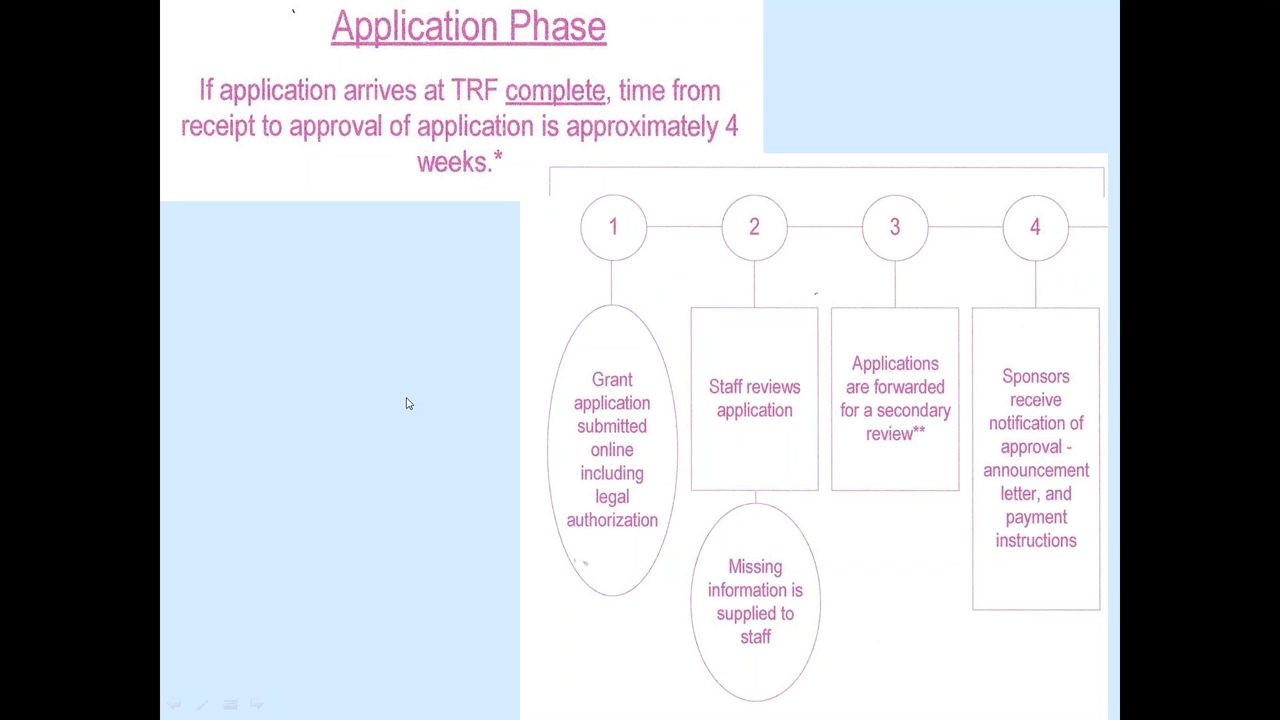 Application Phase
If application arrives at TRF complete, time from
receipt to approval of application is approximately 4
weeks.*
1
2
3
4
Grant
application
submitted
online
including
legal
authorization
Staff reviews
application
Missing
information is
supplied to
staff
Applications
are forwarded
for a secondary
review**
Sponsors
receive
notification of
approval -
announcement
letter, and
payment
instructions